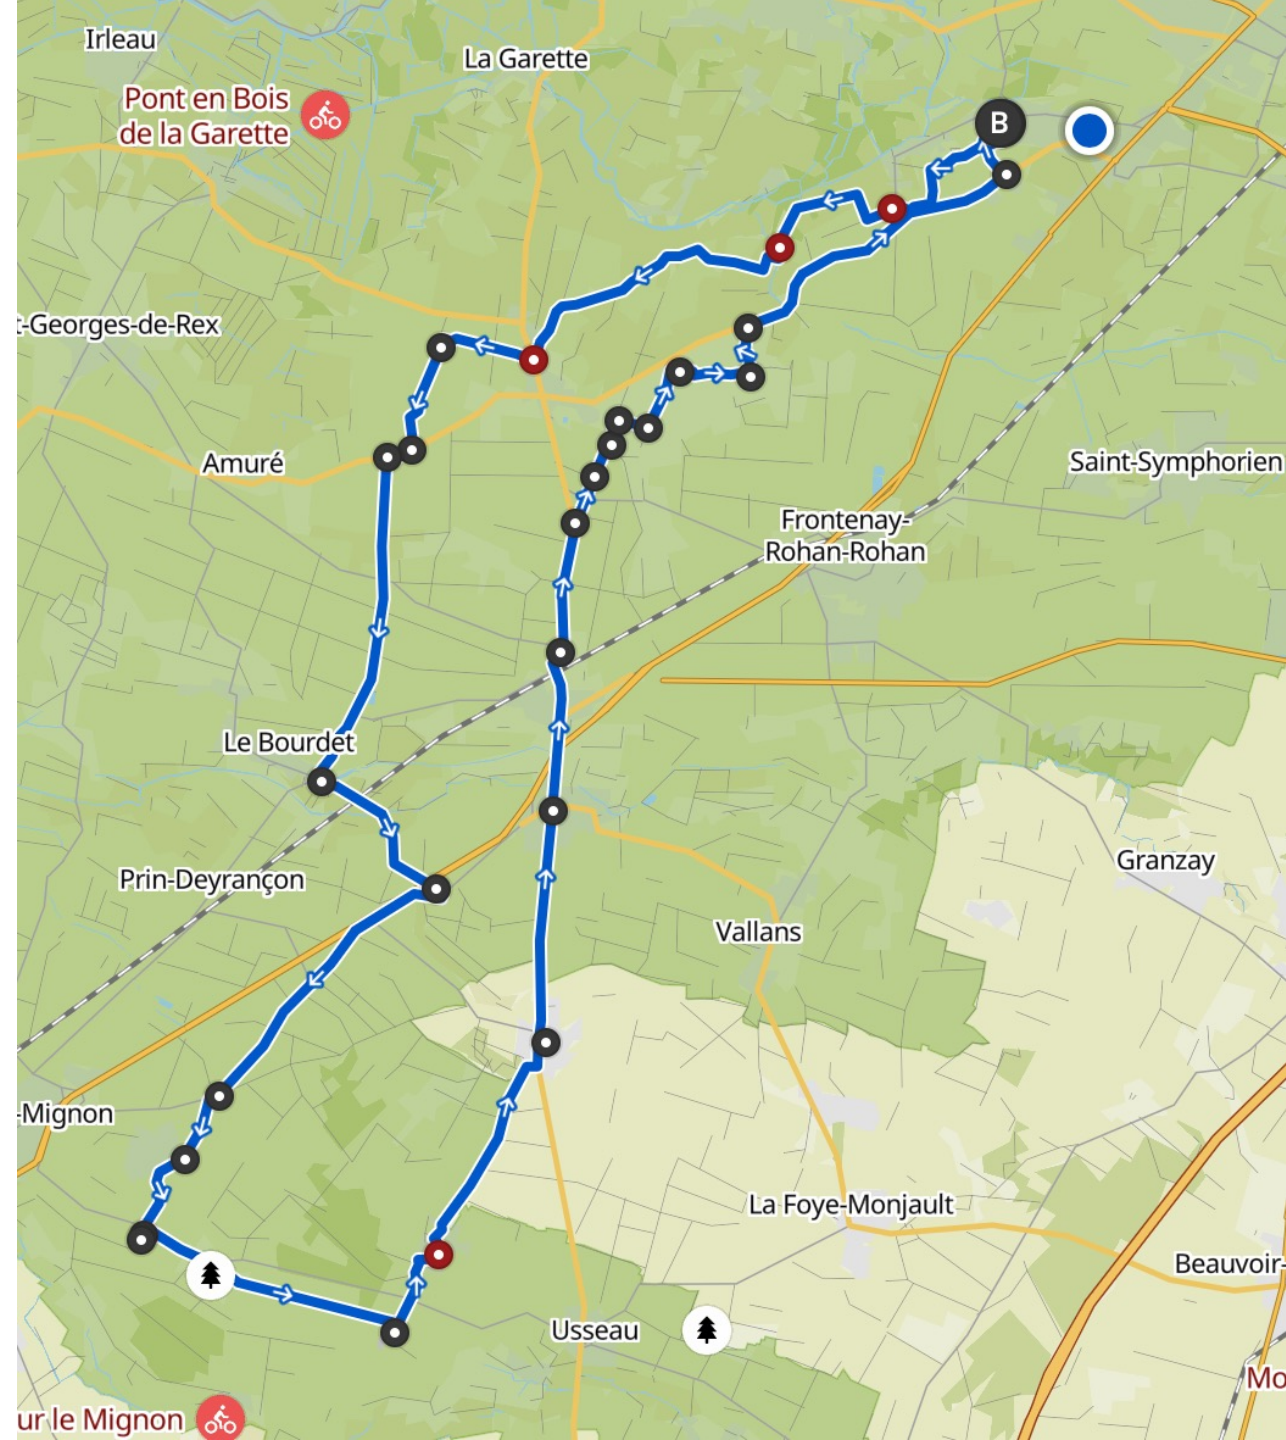 Irleau
La Garette
Pont en Bois
de la Garette
B
t-Georges-de-Rex
Amuré
Saint-Symphorien
Frontenay-
Rohan-Rohan
Le Bourdet
Prin-Deyrançon
Granzay
Vallans
-Mignon
La Foye-Monjault
Beauvoir-
Usseau
Mo
ur le Mignon